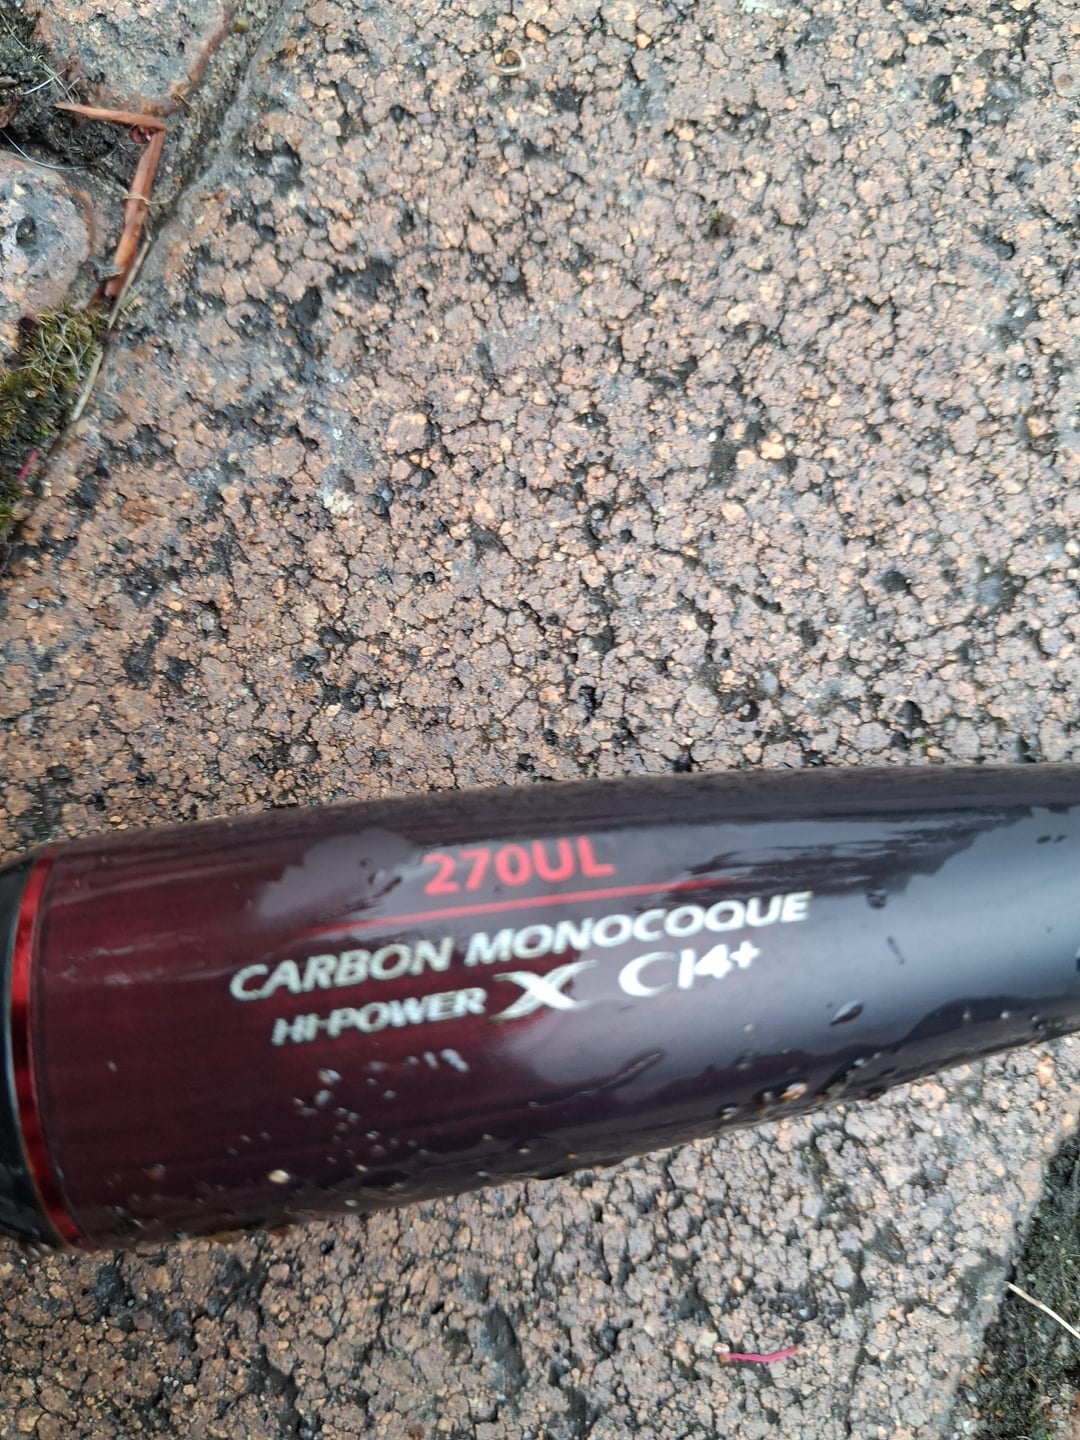 270UL
CARBON MONOCOQUE
HI-POWER X CI4+